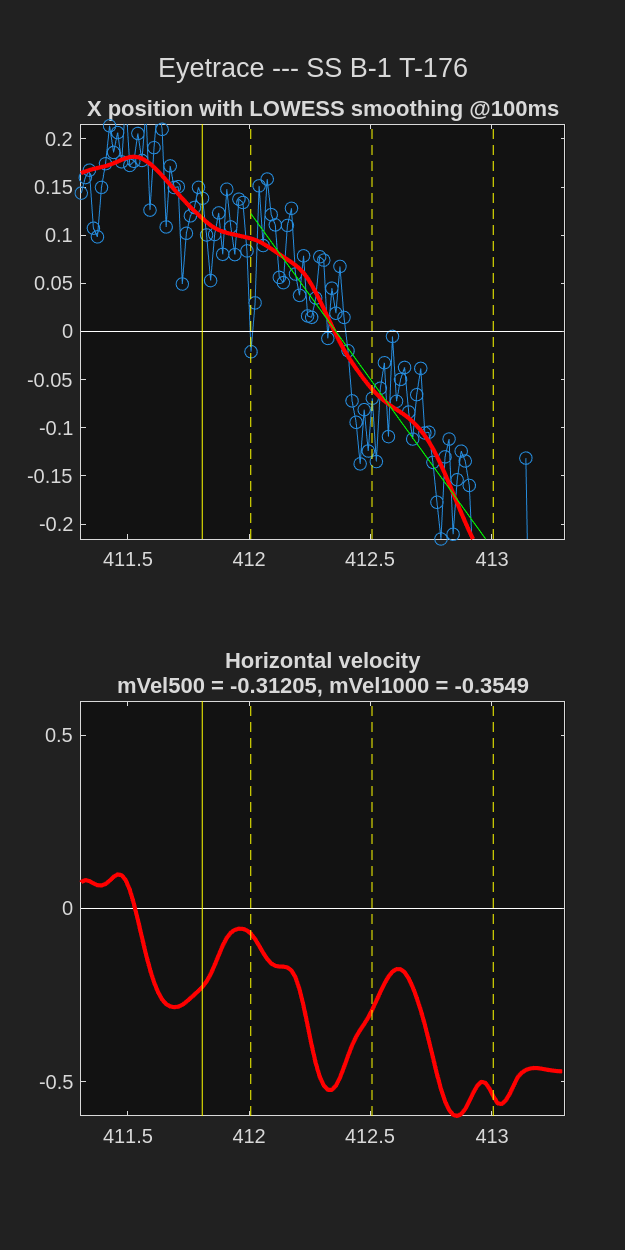 Eyetrace --- SS B-1 T-176
X position with LOWESS smoothing @100ms
0.2
0.15
0.1
0.05
0
-0.05
-0.1
-0.15
-0.2
411.5 412 412.5 413
Horizontal velocity
mVel500 = -0.31205, mVel1000 = -0.3549
0.5
0
-0.5
411.5 412 412.5 413